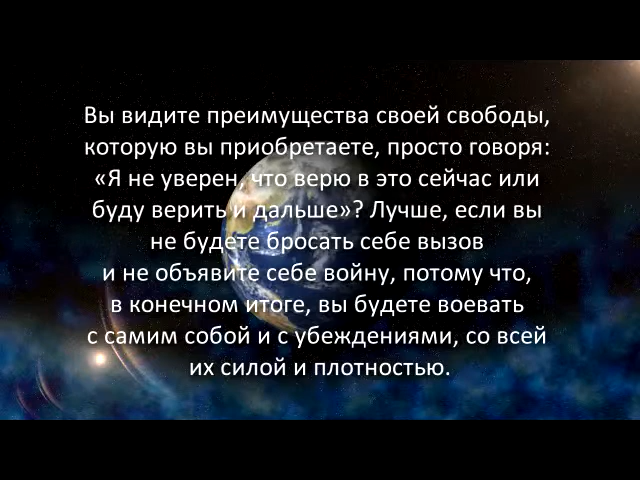 Вы видите преимущества своей свободы,
которую вы приобретаете, просто говоря:
«Я не уверен, что верю в это сейчас или
буду верить и дальше»? Лучше, если вы
не будете бросать себе вызов
и не объявите себе войну, потому что,
в конечном итоге, вы будете воевать
с самим собой и с убеждениями, со всей
их силой и плотностью.